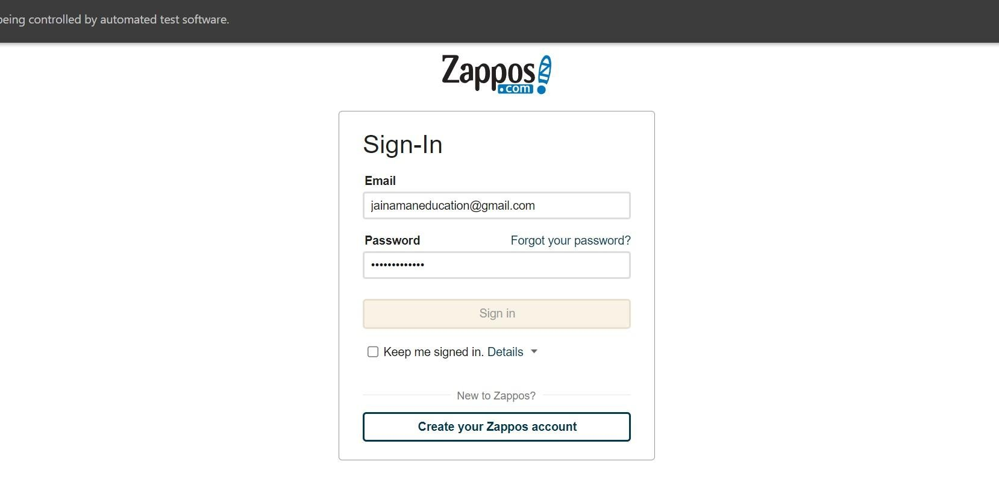 being controlled by automated test software.
Zappos
.com
Sign-In
Email
jainamaneducation@gmail.com
Password Forgot your password?
•••••••••••••
Sign in
Keep me signed in. Details
New to Zappos?
Create your Zappos account